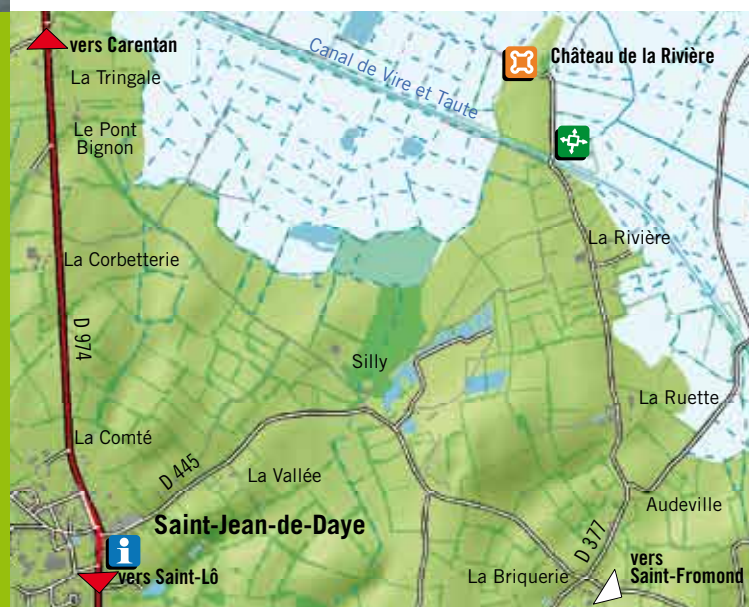 vers Carentan
La Tringale
Le Pont
Bignon
Canal de Vire et Taute
Château de la Rivière
La Rivière
La Corbetterie
D 974
Silly
La Ruette
La Comté
D 445
La Vallée
Audeville
Saint-Jean-de-Daye
i
D 377
vers
Saint-Fromond
La Briquerie
vers Saint-Lô